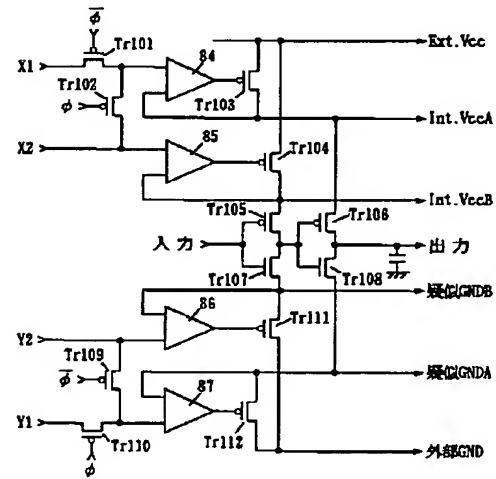 φ̄
Tr101
X1
84
Ext.Vcc
Tr102
φ
Tr103
Int.VccA
X2
85
Tr104
Int.VccB
Tr105
Tr106
入力
出力
Tr107
Tr108
疑似GNDB
86
Tr111
Y2
Tr109
φ̄
87
疑似GNDA
Y1
Tr110
Tr112
外部GND
φ